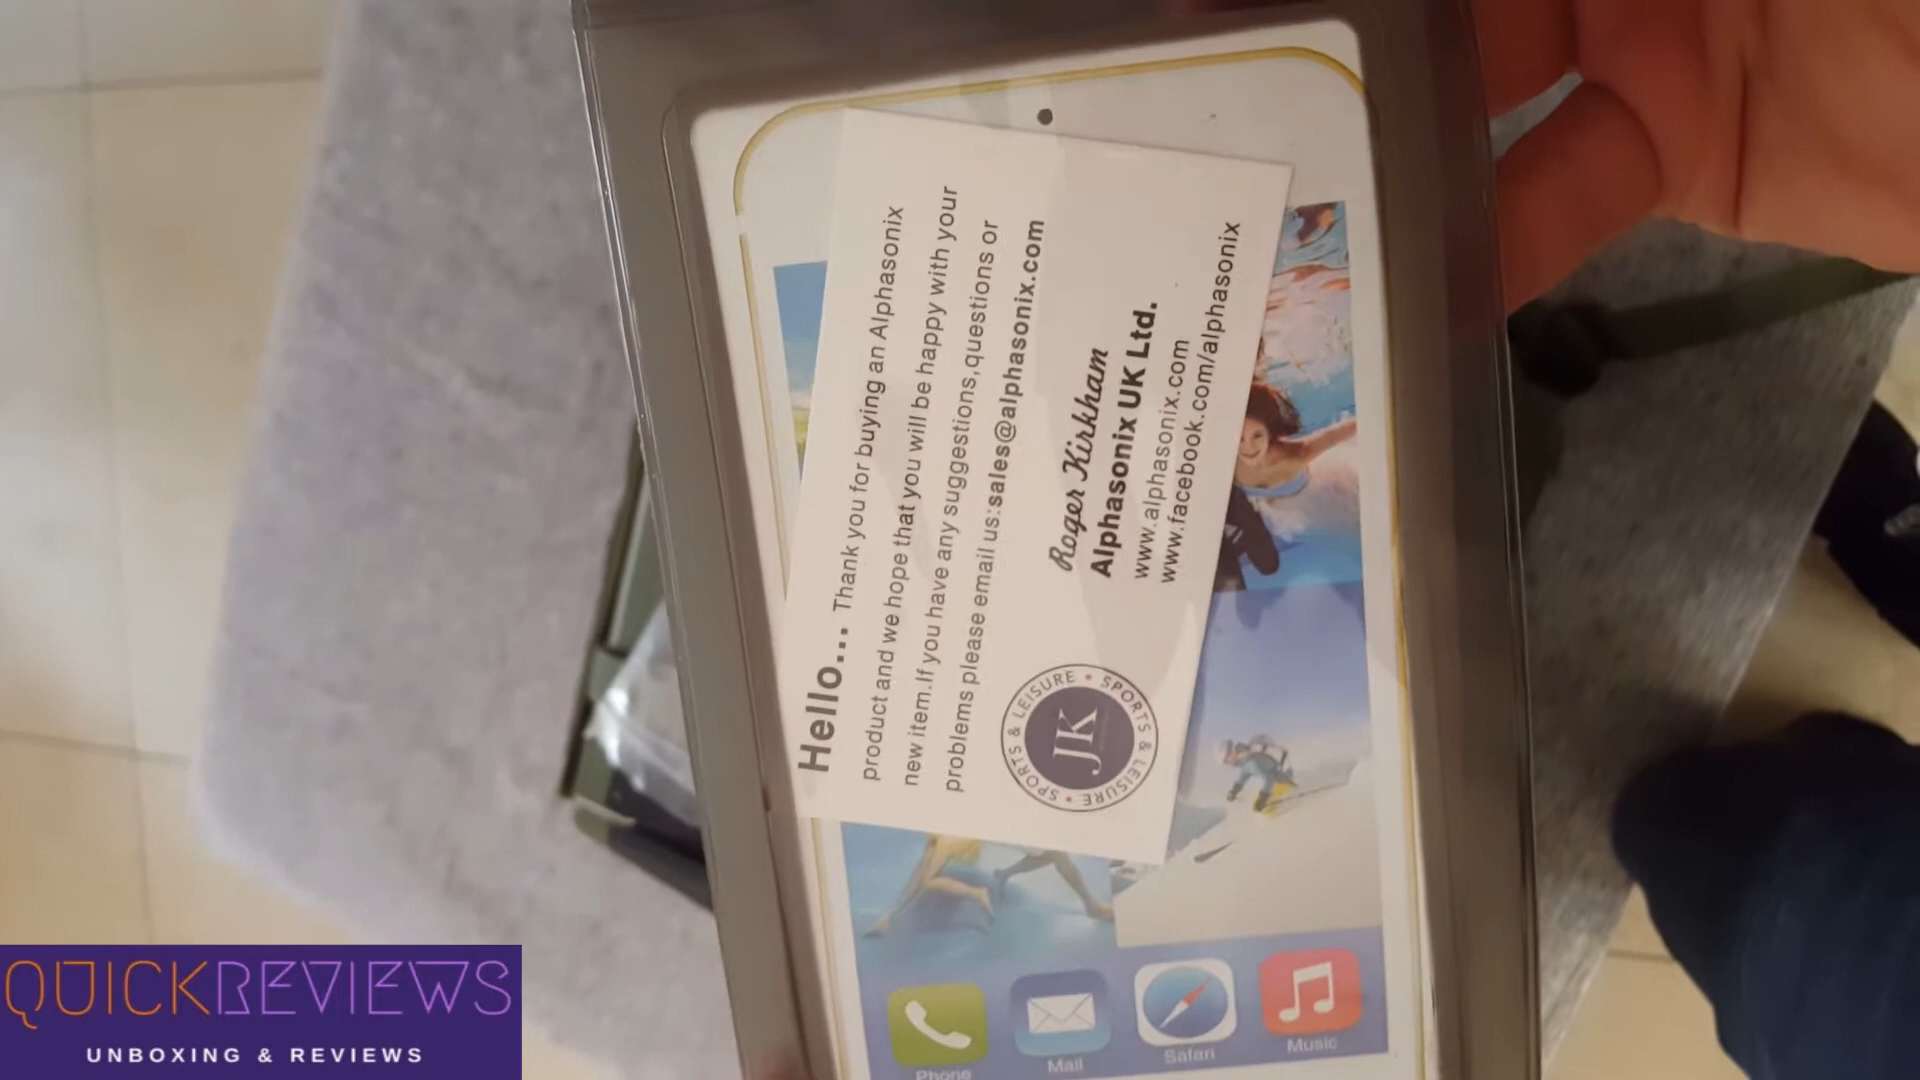 Hello... Thank you for buying an Alphasonix
product and we hope that you will be happy with your
new item.If you have any suggestions,questions or
problems please email us:sales@alphasonix.com
Roger Kirkham
Alphasonix UK Ltd.
www.alphasonix.com
www.facebook.com/alphasonix
SPORTS & LEISURE • SPORTS & LEISURE •
JK
Phone
Mail
Safari
Music
QUICKREVIEWS
UNBOXING & REVIEWS